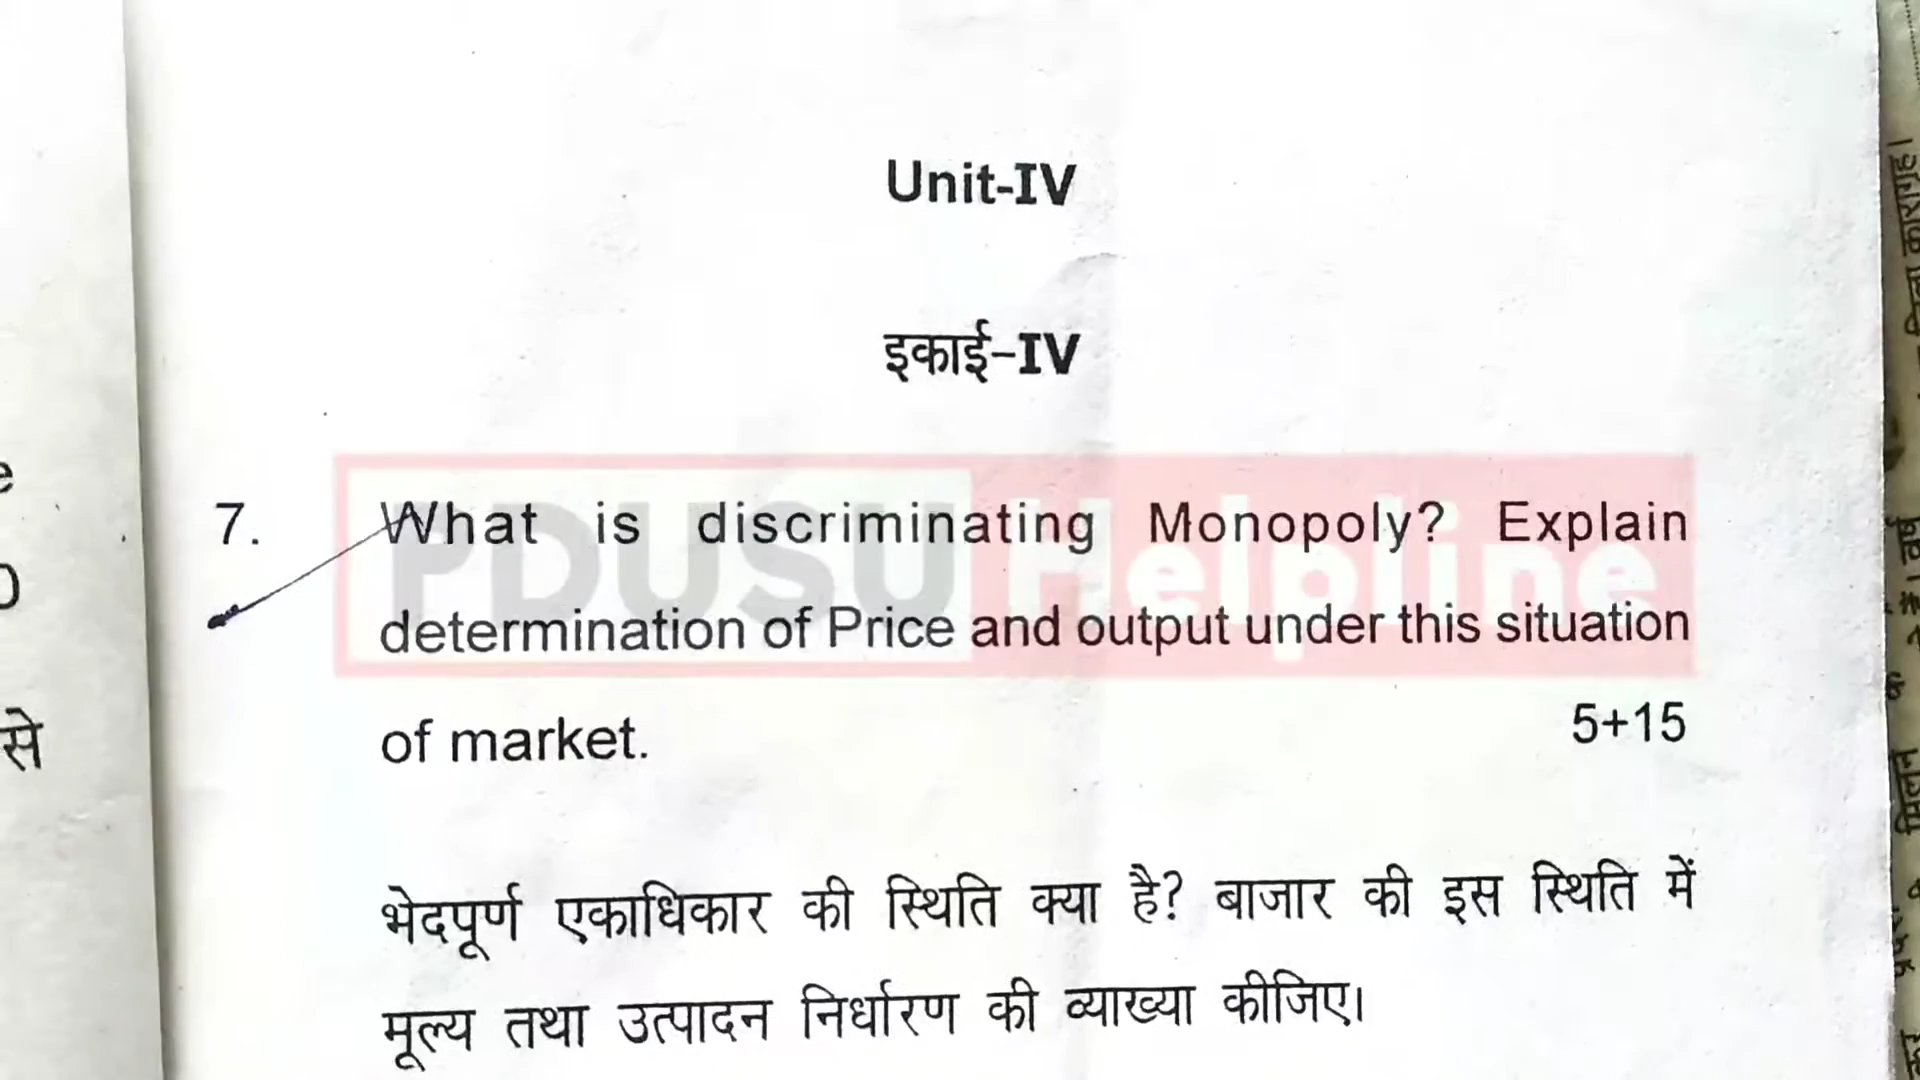 Unit-IV
इकाई-IV
PDUSU Helpline
7. What is discriminating Monopoly? Explain
determination of Price and output under this situation
of market. 5+15
भेदपूर्ण एकाधिकार की स्थिति क्या है? बाजार की इस स्थिति में
मूल्य तथा उत्पादन निर्धारण की व्याख्या कीजिए।
से